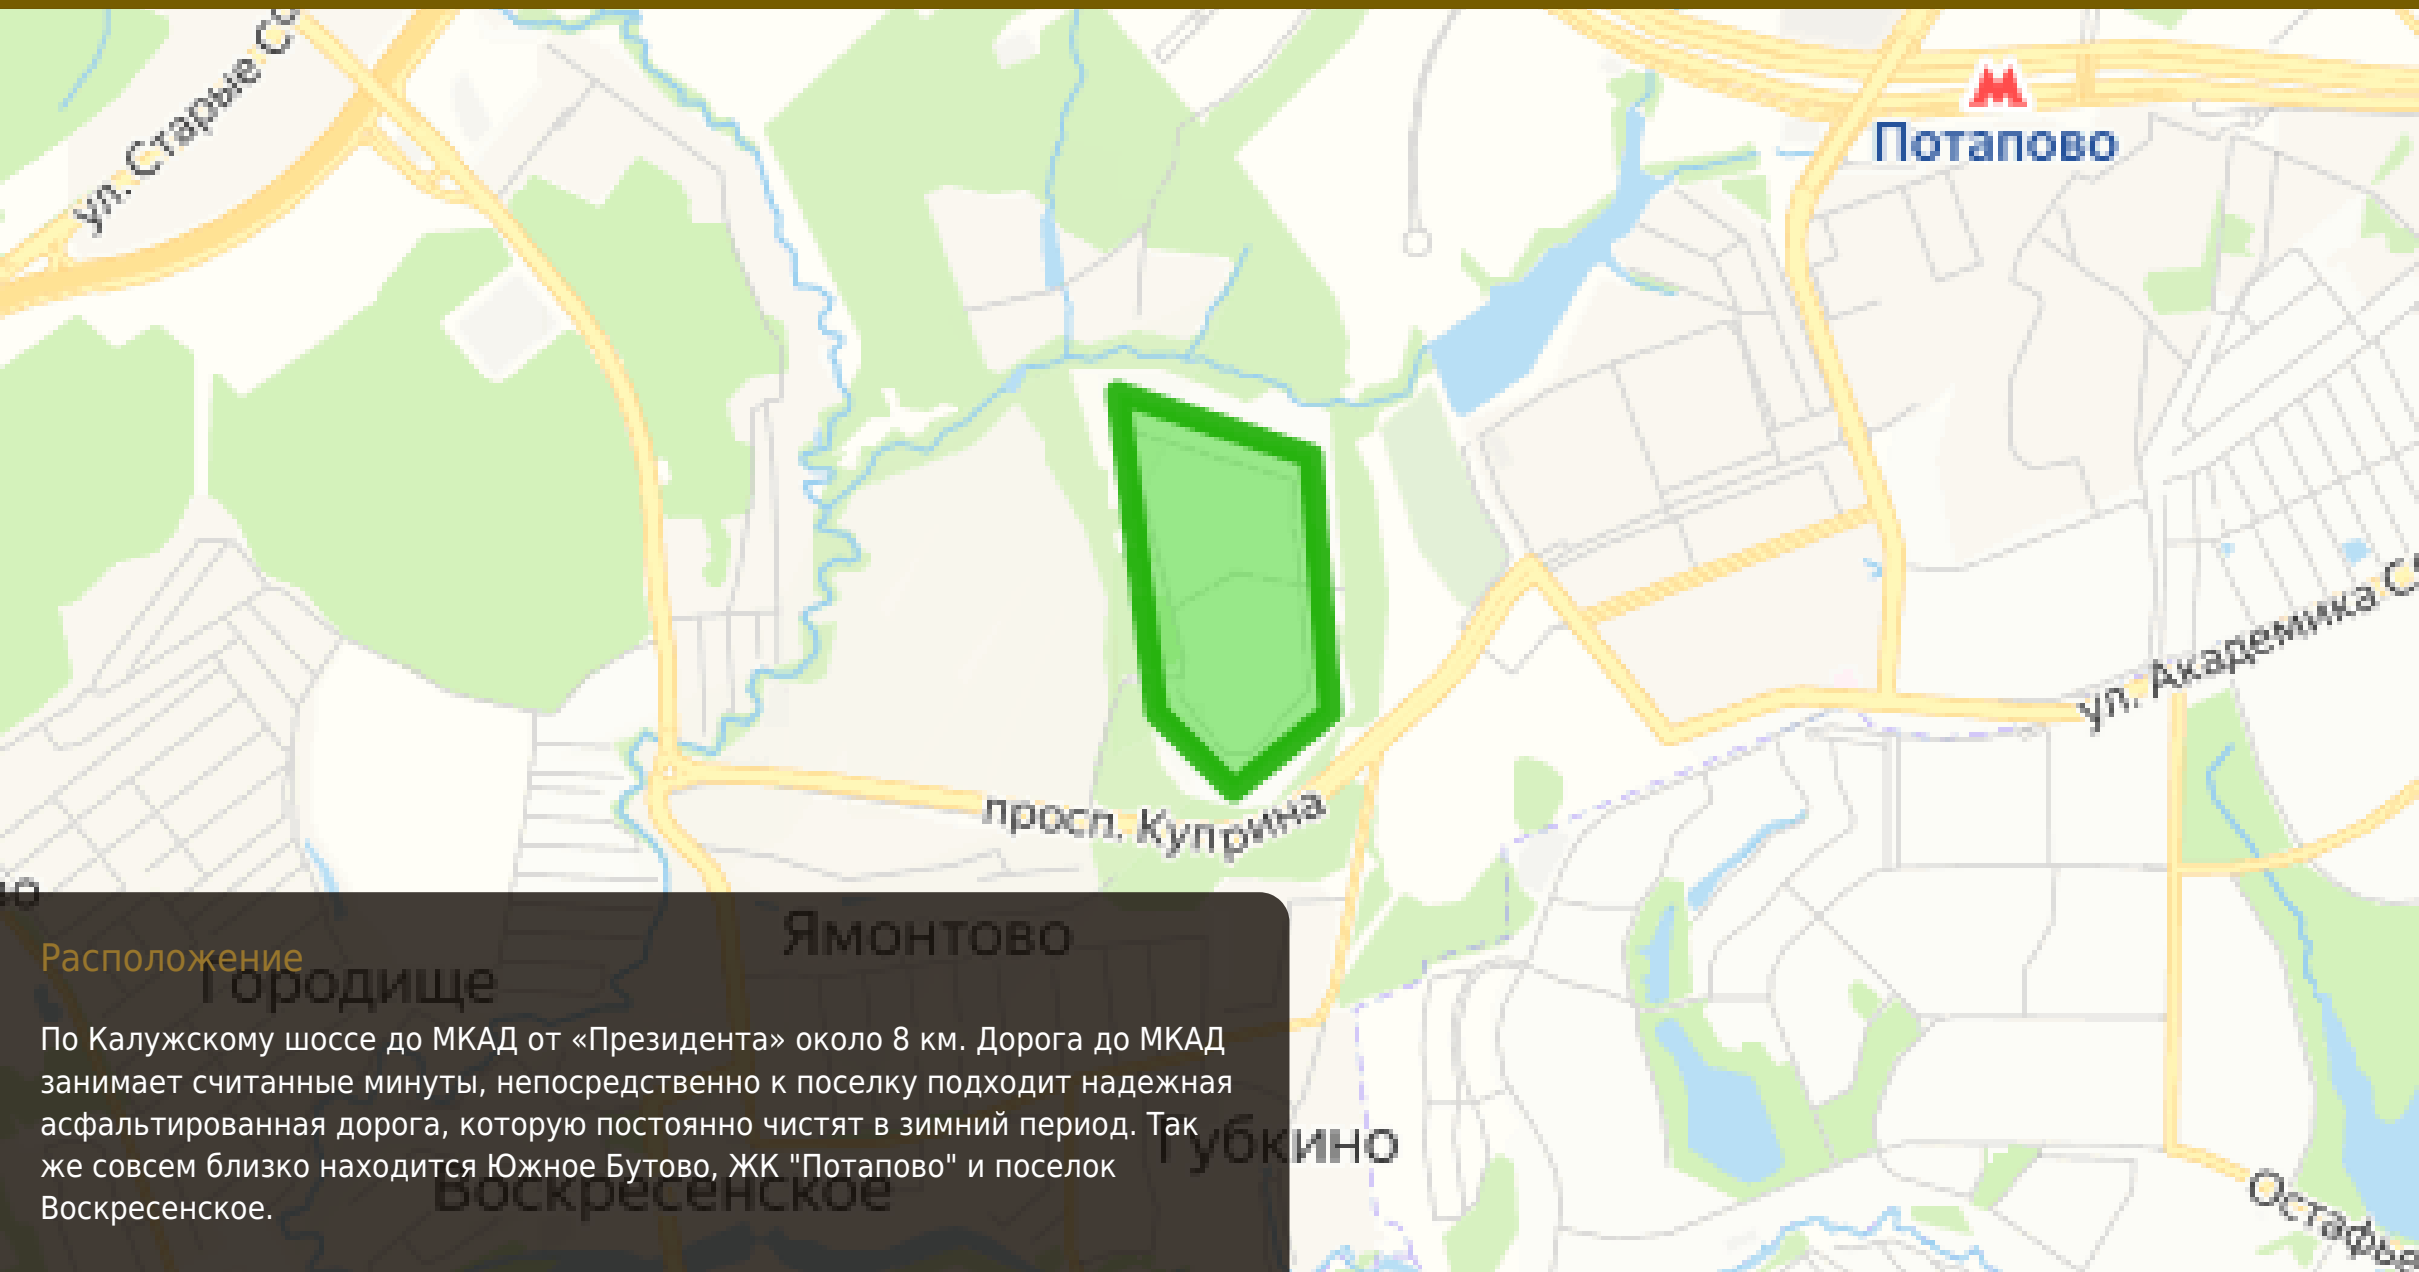 ул. Старые
Потапово
ул. Академика
просп. Куприна
Ямонтово
Расположение
Городище
По Калужскому шоссе до МКАД от «Президента» около 8 км. Дорога до МКАД
занимает считанные минуты, непосредственно к поселку подходит надежная
асфальтированная дорога, которую постоянно чистят в зимний период. Так
же совсем близко находится Южное Бутово, ЖК "Потапово" и поселок
Воскресенское.
Губкино
Воскресенское